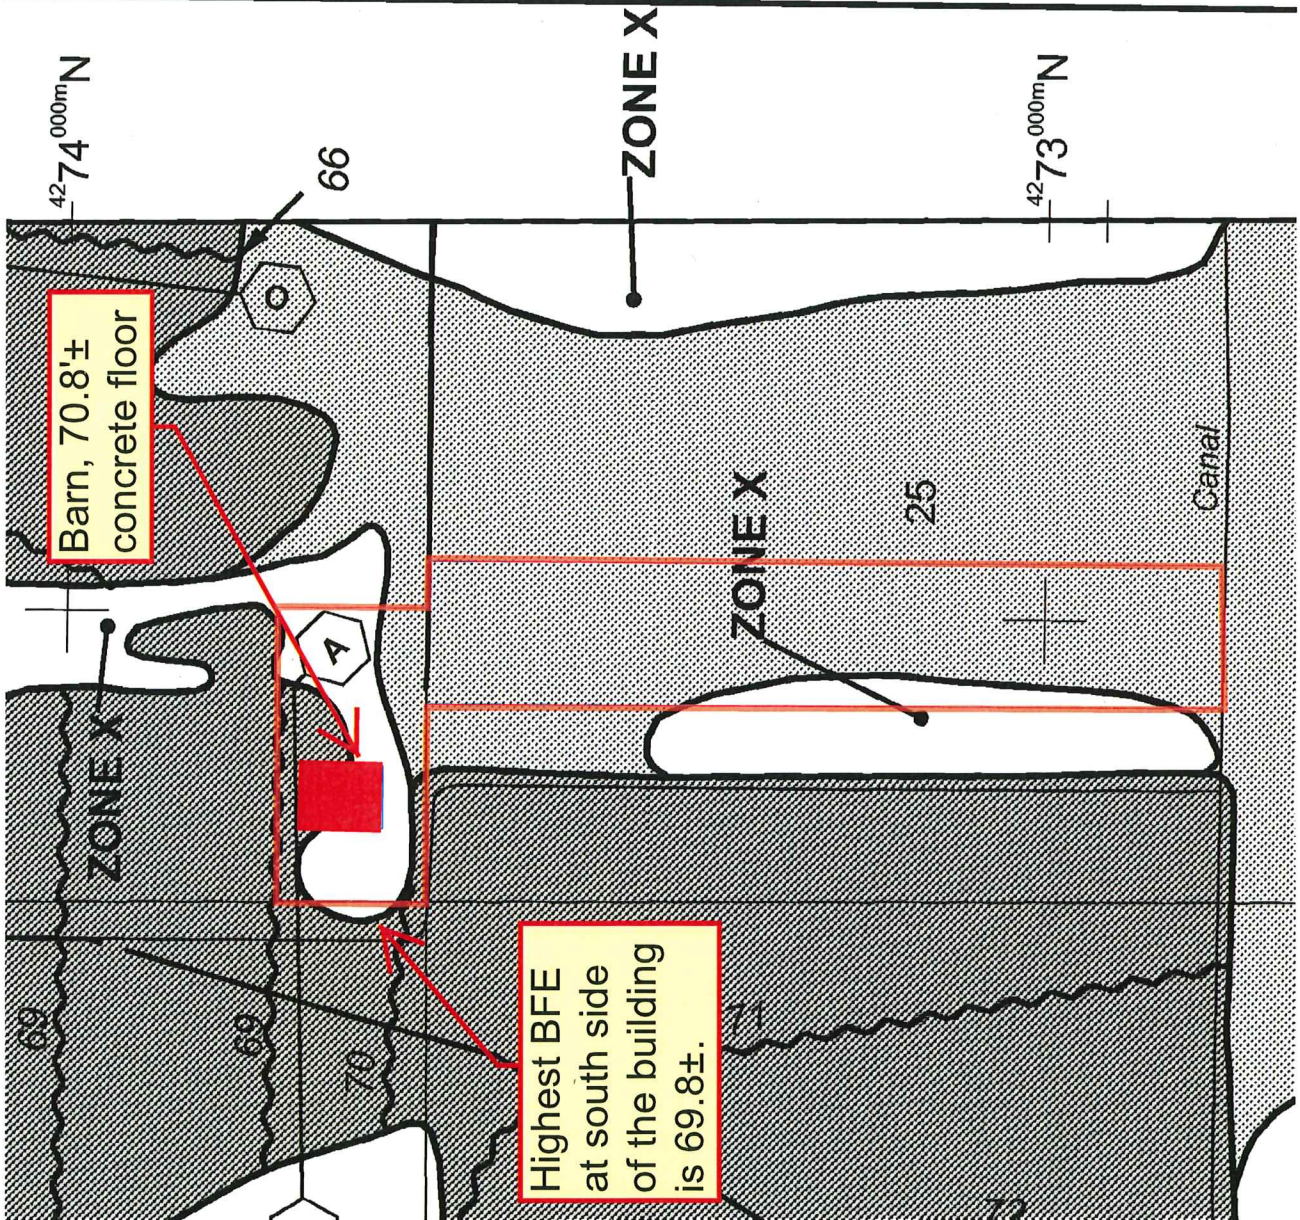 4274000mN
66
ZONE X
4273000mN
O
Barn, 70.8'±
concrete floor
A
ZONE X
25
Canal
ZONE X
69
69
70
Highest BFE
at south side
of the building
is 69.8±.
71
72